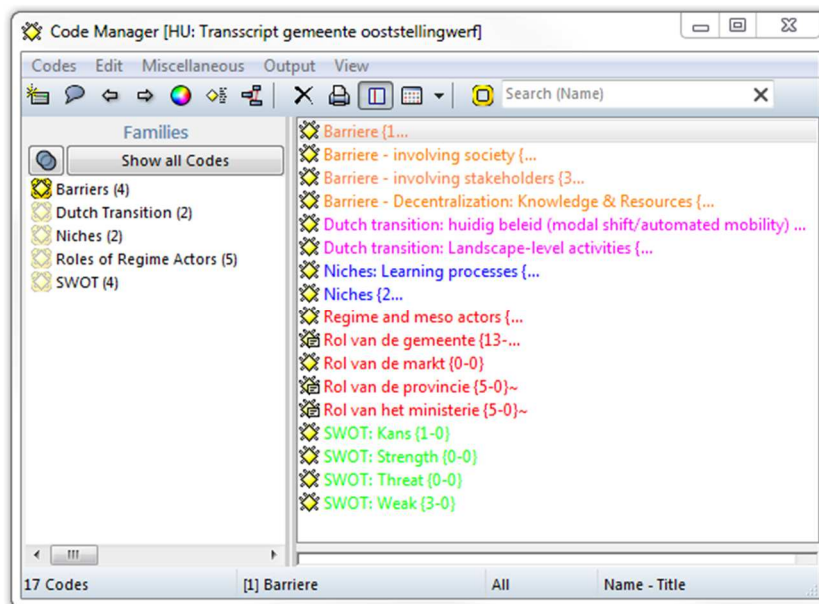 Code Manager [HU: Transscript gemeente ooststellingwerf]
Codes Edit Miscellaneous Output View
Search (Name)
Families
Show all Codes
Barriers (4)
Dutch Transition (2)
Niches (2)
Roles of Regime Actors (5)
SWOT (4)
Barriere {1...
Barriere - involving society {...
Barriere - involving stakeholders {3...
Barriere - Decentralization: Knowledge & Resources {...
Dutch transition: huidig beleid (modal shift/automated mobility) ...
Dutch transition: Landscape-level activities {...
Niches: Learning processes {...
Niches {2...
Regime and meso actors {...
Rol van de gemeente {13-...
Rol van de markt {0-0}
Rol van de provincie {5-0}~
Rol van het ministerie {5-0}~
SWOT: Kans {1-0}
SWOT: Strength {0-0}
SWOT: Threat {0-0}
SWOT: Weak {3-0}
17 Codes [1] Barriere All Name - Title